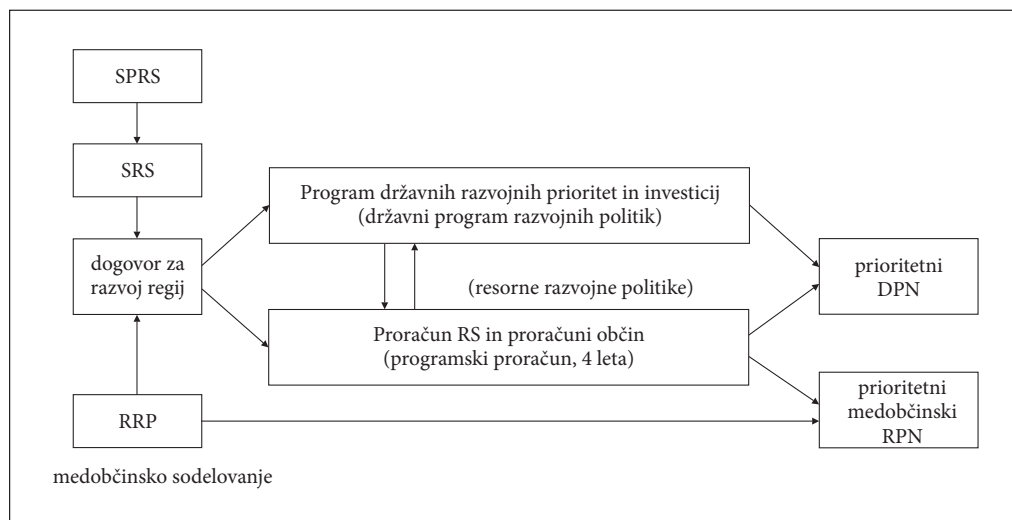 SPRS
SRS
dogovor za
razvoj regij
RRP
medobčinsko sodelovanje
Program državnih razvojnih prioritet in investicij
(državni program razvojnih politik)
(resorne razvojne politike)
Proračun RS in proračuni občin
(programski proračun, 4 leta)
prioritetni
DPN
prioritetni
medobčinski
RPN